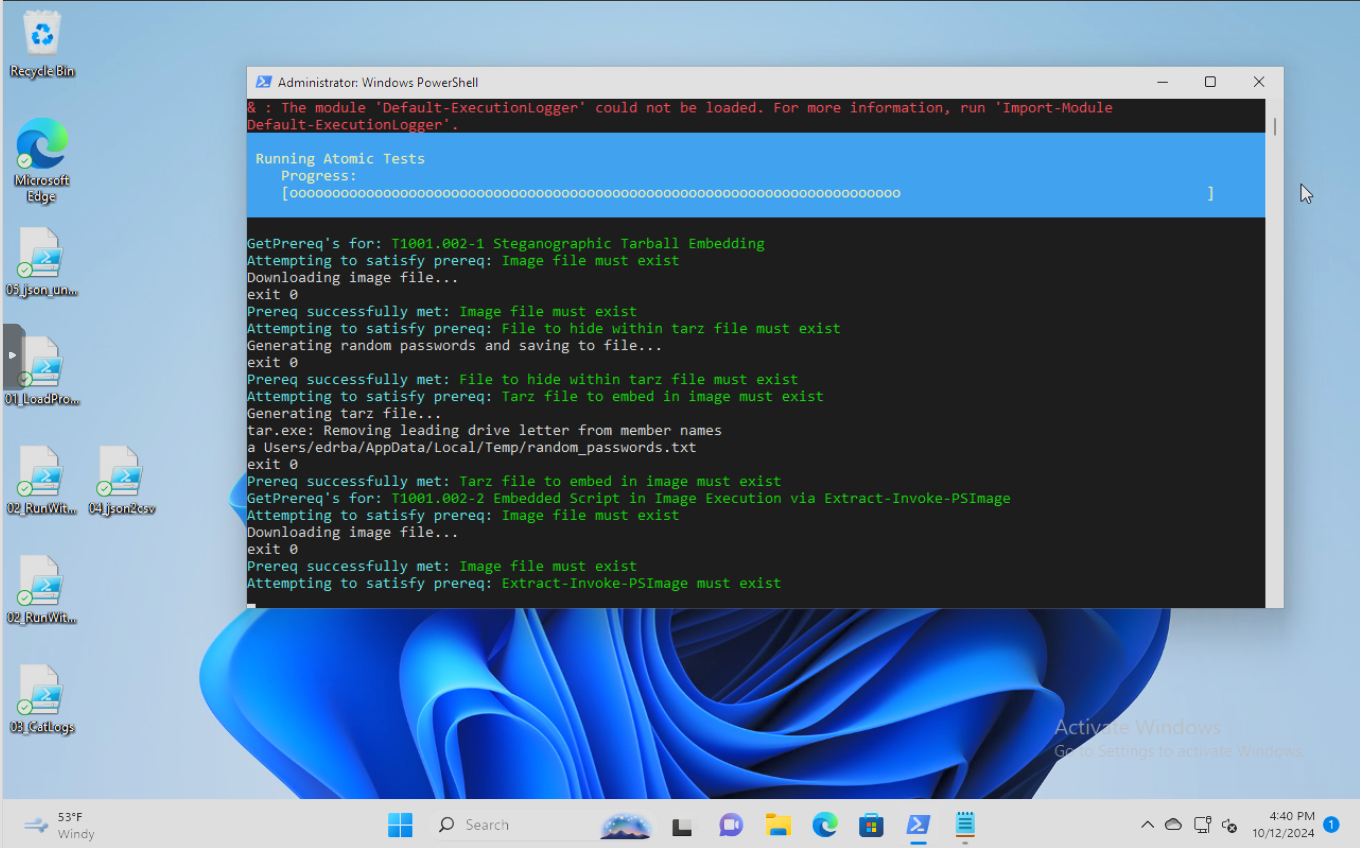 Recycle Bin
Microsoft
Edge
05_json_un...
01_LoadPro...
02_RunWit...
04_json2csv
02_RunWit...
03_CatLogs
Administrator: Windows PowerShell
& : The module 'Default-ExecutionLogger' could not be loaded. For more information, run 'Import-Module
Default-ExecutionLogger'.
Running Atomic Tests
Progress:
[oooooooooooooooooooooooooooooooooooooooooooooooooooooooooooooooooooooooo ]
GetPrereq's for: T1001.002-1 Steganographic Tarball Embedding
Attempting to satisfy prereq: Image file must exist
Downloading image file...
exit 0
Prereq successfully met: Image file must exist
Attempting to satisfy prereq: File to hide within tarz file must exist
Generating random passwords and saving to file...
exit 0
Prereq successfully met: File to hide within tarz file must exist
Attempting to satisfy prereq: Tarz file to embed in image must exist
Generating tarz file...
tar.exe: Removing leading drive letter from member names
a Users/edrba/AppData/Local/Temp/random_passwords.txt
exit 0
Prereq successfully met: Tarz file to embed in image must exist
GetPrereq's for: T1001.002-2 Embedded Script in Image Execution via Extract-Invoke-PSImage
Attempting to satisfy prereq: Image file must exist
Downloading image file...
exit 0
Prereq successfully met: Image file must exist
Attempting to satisfy prereq: Extract-Invoke-PSImage must exist
Activate Windows
Go to Settings to activate Windows.
53°F
Windy
Search
4:40 PM
10/12/2024
1